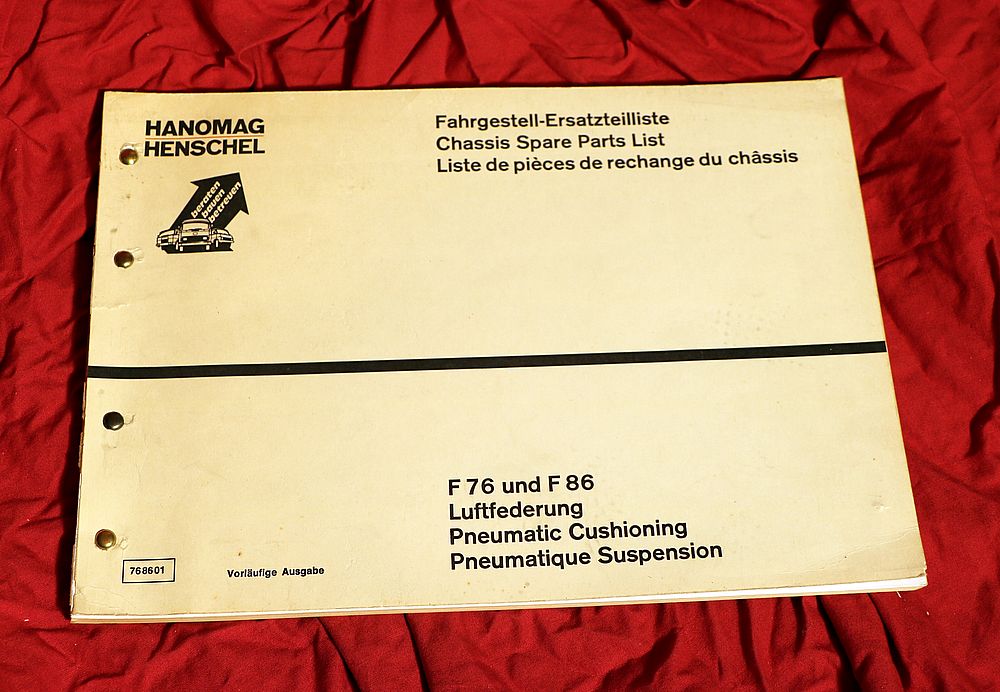 HANOMAG
HENSCHEL
beraten
bauen
betreuen
Fahrgestell-Ersatzteilliste
Chassis Spare Parts List
Liste de pièces de rechange du châssis
F 76 und F 86
Luftfederung
Pneumatic Cushioning
Pneumatique Suspension
768601
Vorläufige Ausgabe